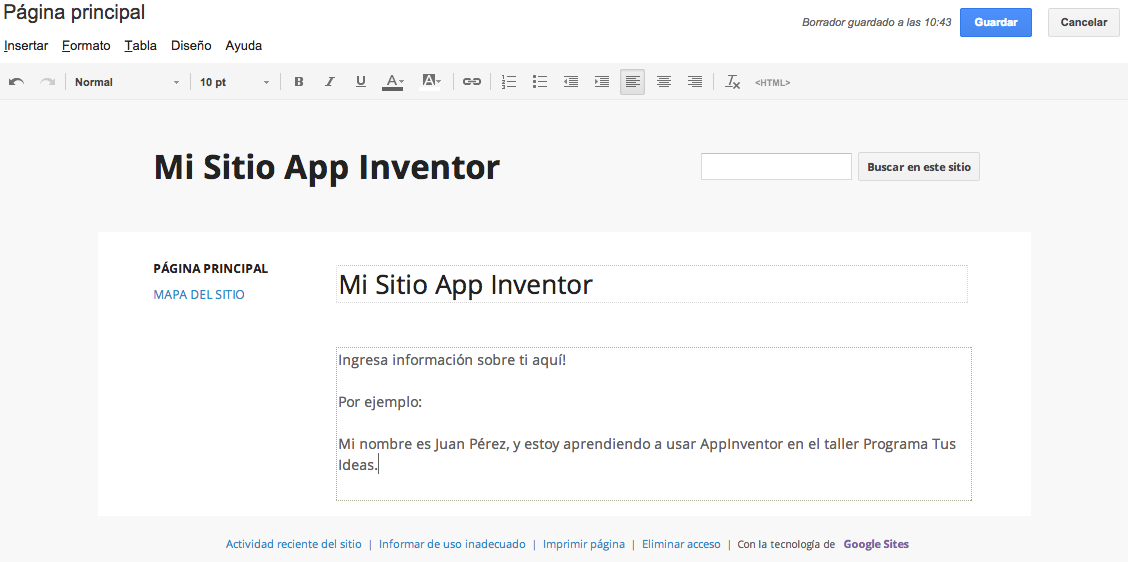 Página principal
Borrador guardado a las 10:43
Guardar
Cancelar
Insertar Formato Tabla Diseño Ayuda
Normal 10 pt B I U A A <HTML>
Mi Sitio App Inventor
Buscar en este sitio
PÁGINA PRINCIPAL
MAPA DEL SITIO
Mi Sitio App Inventor
Ingresa información sobre ti aquí!
Por ejemplo:
Mi nombre es Juan Pérez, y estoy aprendiendo a usar AppInventor en el taller Programa Tus
Ideas.
Actividad reciente del sitio | Informar de uso inadecuado | Imprimir página | Eliminar acceso | Con la tecnología de Google Sites